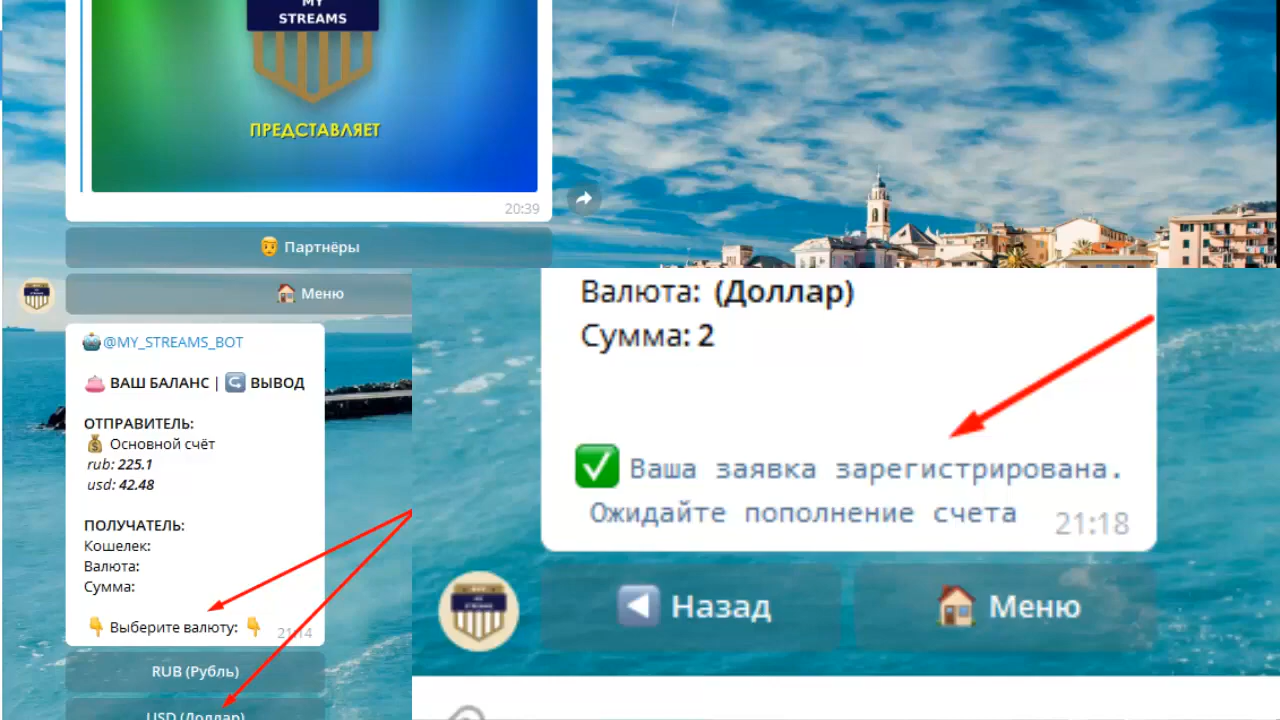 MY
STREAMS
ПРЕДСТАВЛЯЕТ
20:39
Партнёры
Меню
@MY_STREAMS_BOT
ВАШ БАЛАНС | ВЫВОД
ОТПРАВИТЕЛЬ:
Основной счёт
rub: 225.1
usd: 42.48
ПОЛУЧАТЕЛЬ:
Кошелек:
Валюта:
Сумма:
Выберите валюту:
21:14
RUB (Рубль)
USD (Доллар)
Валюта: (Доллар)
Сумма: 2
Ваша заявка зарегистрирована.
Ожидайте пополнение счета
21:18
Назад
Меню